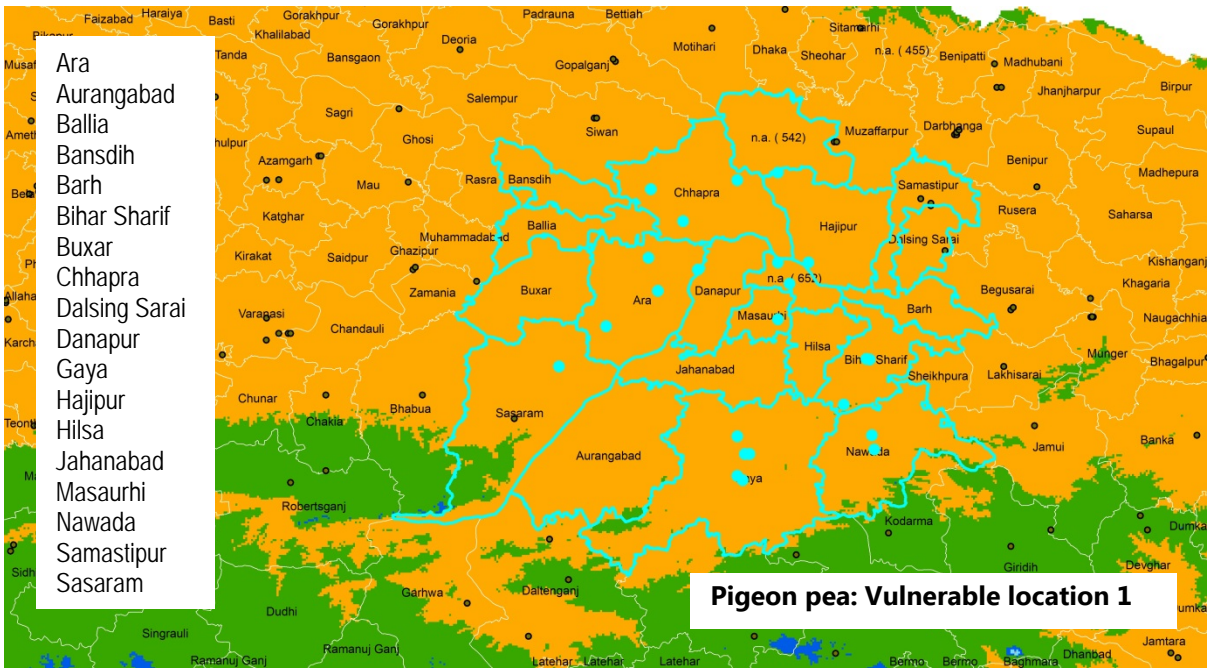 Ara
Aurangabad
Ballia
Bansdih
Barh
Bihar Sharif
Buxar
Chhapra
Dalsing Sarai
Danapur
Gaya
Hajipur
Hilsa
Jahanabad
Masaurhi
Nawada
Samastipur
Sasaram
Faizabad Haraiya Basti Gorakhpur Gorakhpur Padrauna Bettiah
Khalilabad Deoria Motihari Dhaka Sheohar Sitamarhi n.a. ( 455) Benipatti Madhubani
Tanda Bansgaon Gopalganj Jhanjharpur Birpur
Sagri Salempur Siwan n.a. ( 542) Muzaffarpur Darbhanga Supaul
Ghosi Azamgarh Benipur
Mau Rasra Bansdih Chhapra Samastipur Madhepura
Katghar Hajipur Rusera Saharsa
Muhammadabad Ballia Dalsing Sarai
Kirakat Saidpur Ghazipur Kishanganj
Zamania Buxar Ara Danapur n.a. ( 652) Begusarai Khagaria
Varanasi Chandauli Masaurhi Barh Naugachhia
Hilsa Bihar Sharif Munger Bhagalpur
Jahanabad Sheikhpura Lakhisarai
Chunar Bhabua Sasaram
Chakia Aurangabad Nawada Jamui Banka
Robertsganj Kodarma
Garhwa Daltenganj Giridih Devghar
Dudhi
Pigeon pea: Vulnerable location 1
Singrauli Ramanuj Ganj Jamtara
Ramanuj Ganj Latehar Latehar Latehar Bermo Bermo Baghmara Dhanbad